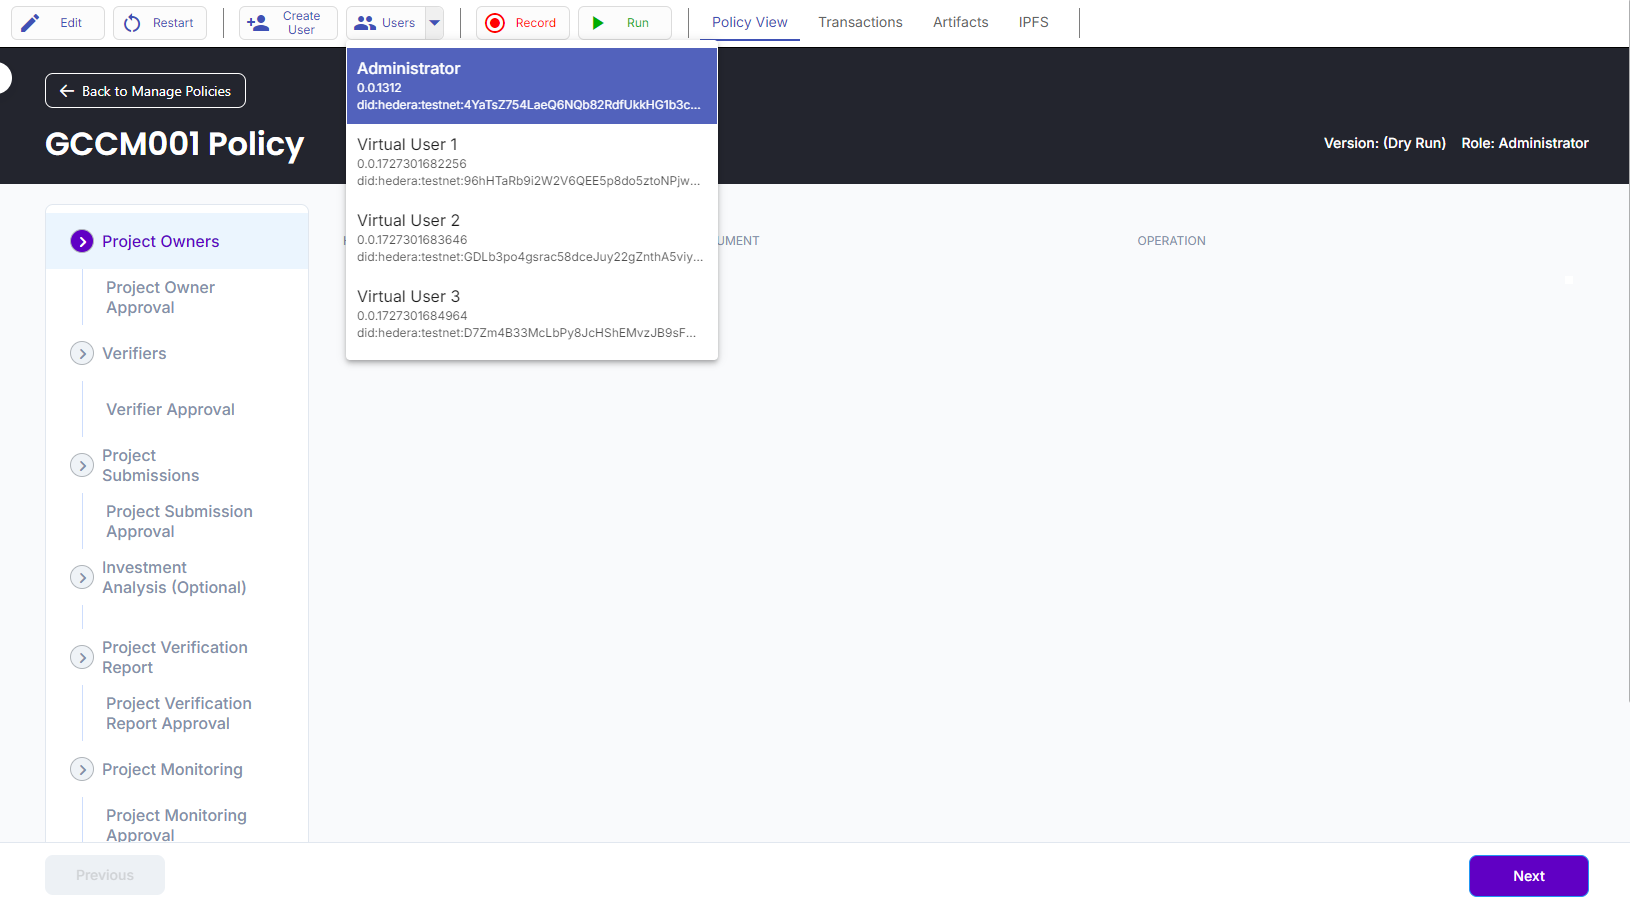 Edit
Restart
Create User
Users
Record
Run
Policy View
Transactions
Artifacts
IPFS
Administrator
0.0.1312
did:hedera:testnet:4YaTsZ754LaeQ6NQb82RdfUkkHG1b3c...
Virtual User 1
0.0.1727301682256
did:hedera:testnet:96hHTaRb9i2W2V6QEE5p8do5ztoNPjw...
Virtual User 2
0.0.1727301683646
did:hedera:testnet:GDLb3po4gsrac58dceJuy22gZnthA5viy...
Virtual User 3
0.0.1727301684964
did:hedera:testnet:D7Zm4B33McLbPy8JcHShEMvzJB9sF...
Back to Manage Policies
GCCM001 Policy
Version: (Dry Run)
Role: Administrator
UMENT
OPERATION
Project Owners
Project Owner
Approval
Verifiers
Verifier Approval
Project
Submissions
Project Submission
Approval
Investment
Analysis (Optional)
Project Verification
Report
Project Verification
Report Approval
Project Monitoring
Project Monitoring
Approval
Previous
Next